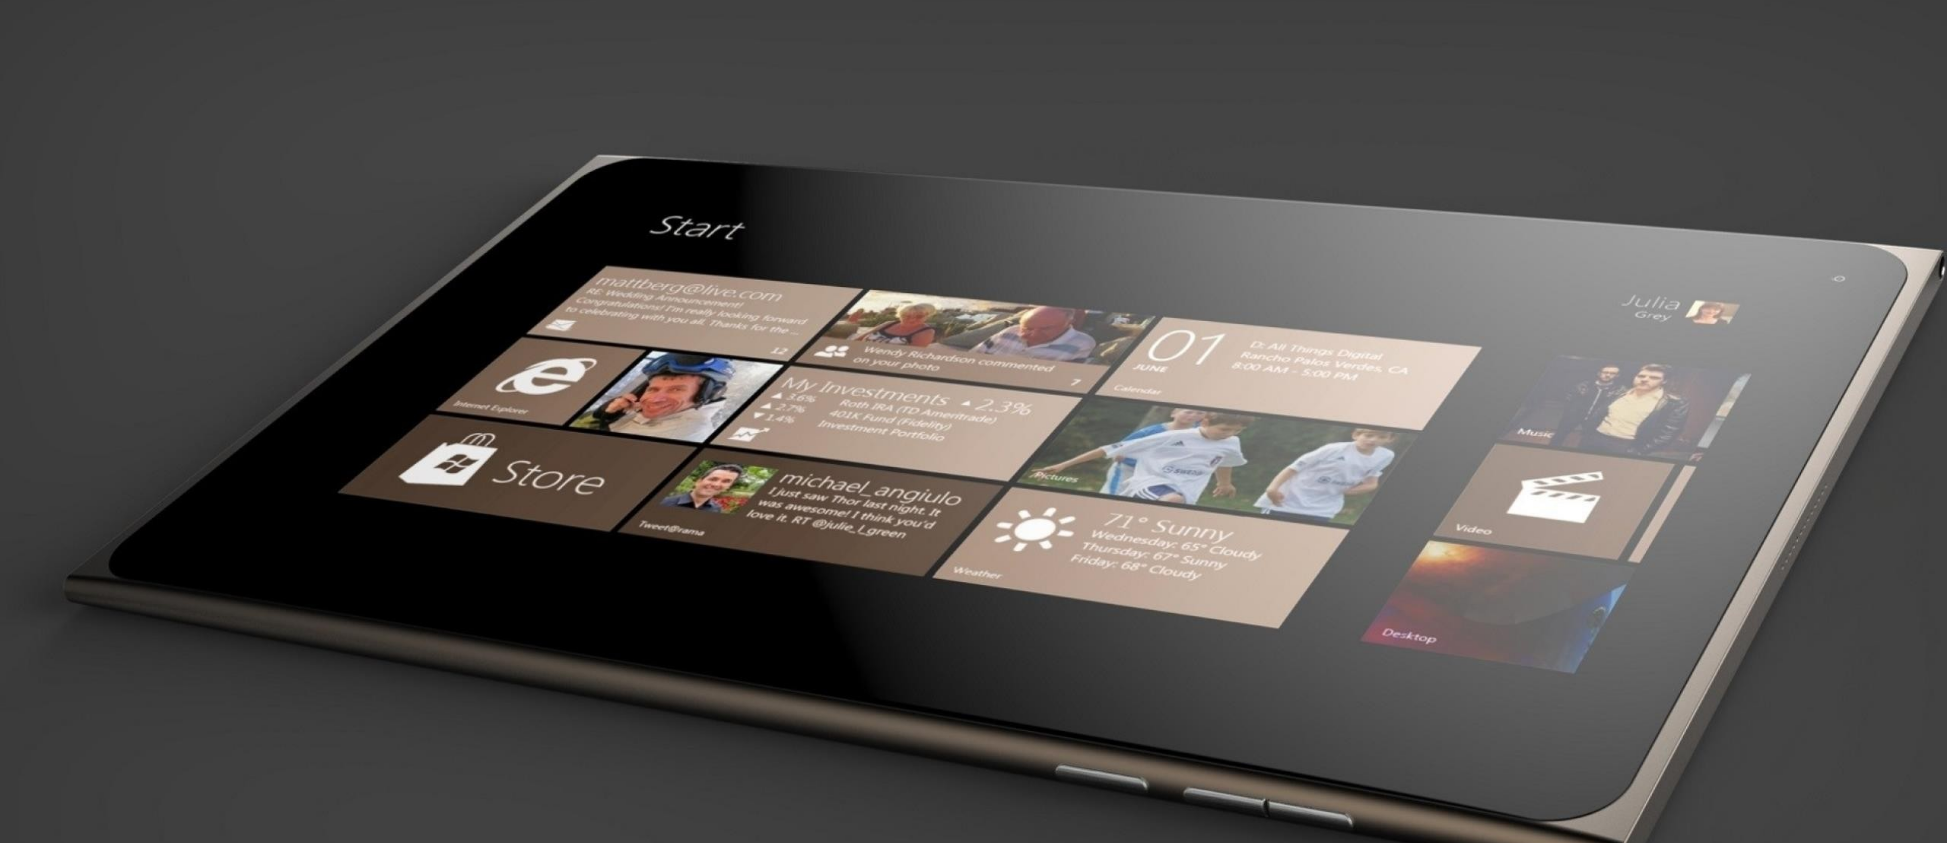 Start
Julia
Grey
mattberg@live.com
RE: Wedding Announcement!
Congratulations! I'm really looking forward
to celebrating with you all. Thanks for the ...
12
Internet Explorer
Store
Wendy Richardson commented
on your photo
7
My Investments ▲2.3%
▲3.6% Roth IRA (TD Ameritrade)
▲2.7% 401K Fund (Fidelity)
▼1.4% Investment Portfolio
michael_angiulo
I just saw Thor last night. It
was awesome! I think you'd
love it. RT @julie_l_green
Tweet@rama
01
JUNE
D: All Things Digital
Rancho Palos Verdes, CA
8:00 AM - 5:00 PM
Calendar
Pictures
71° Sunny
Wednesday: 65° Cloudy
Thursday: 67° Sunny
Friday: 68° Cloudy
Weather
Music
Video
Desktop